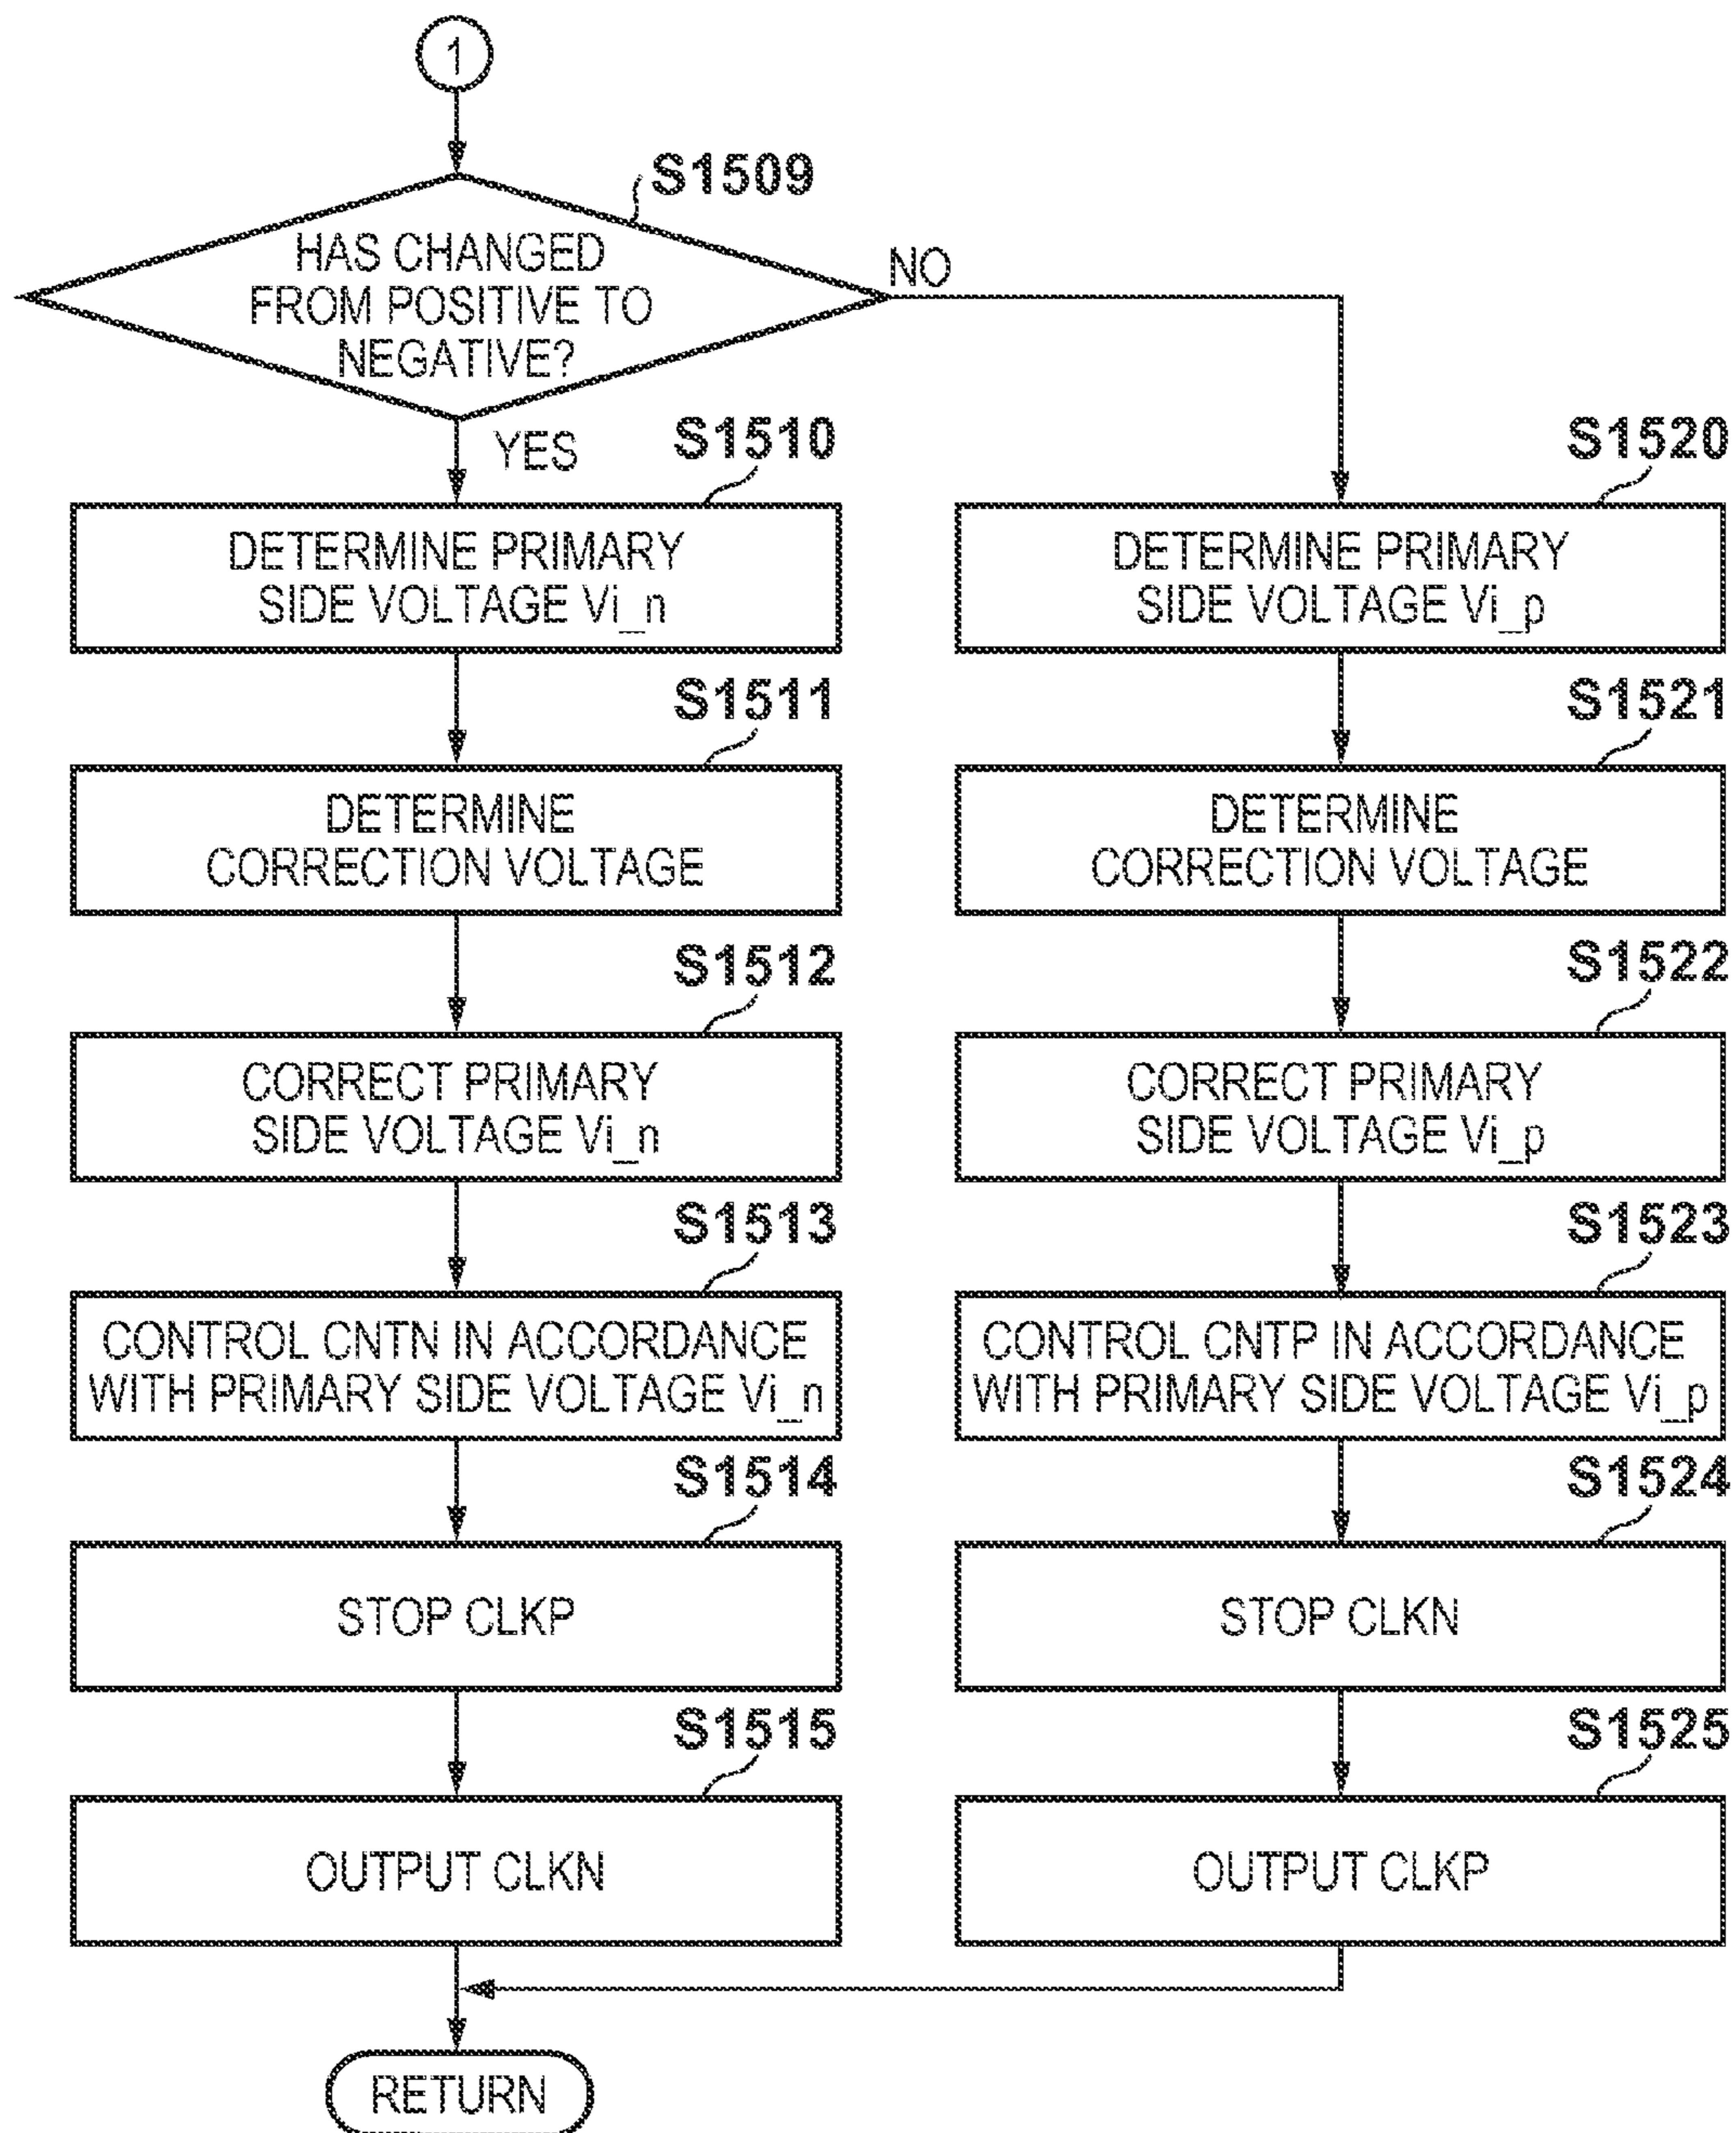 1
S1509
HAS CHANGED
FROM POSITIVE TO
NEGATIVE?
NO
YES
S1510
DETERMINE PRIMARY
SIDE VOLTAGE Vi_n
S1511
DETERMINE
CORRECTION VOLTAGE
S1512
CORRECT PRIMARY
SIDE VOLTAGE Vi_n
S1513
CONTROL CNTN IN ACCORDANCE
WITH PRIMARY SIDE VOLTAGE Vi_n
S1514
STOP CLKP
S1515
OUTPUT CLKN
S1520
DETERMINE PRIMARY
SIDE VOLTAGE Vi_p
S1521
DETERMINE
CORRECTION VOLTAGE
S1522
CORRECT PRIMARY
SIDE VOLTAGE Vi_p
S1523
CONTROL CNTP IN ACCORDANCE
WITH PRIMARY SIDE VOLTAGE Vi_p
S1524
STOP CLKN
S1525
OUTPUT CLKP
RETURN